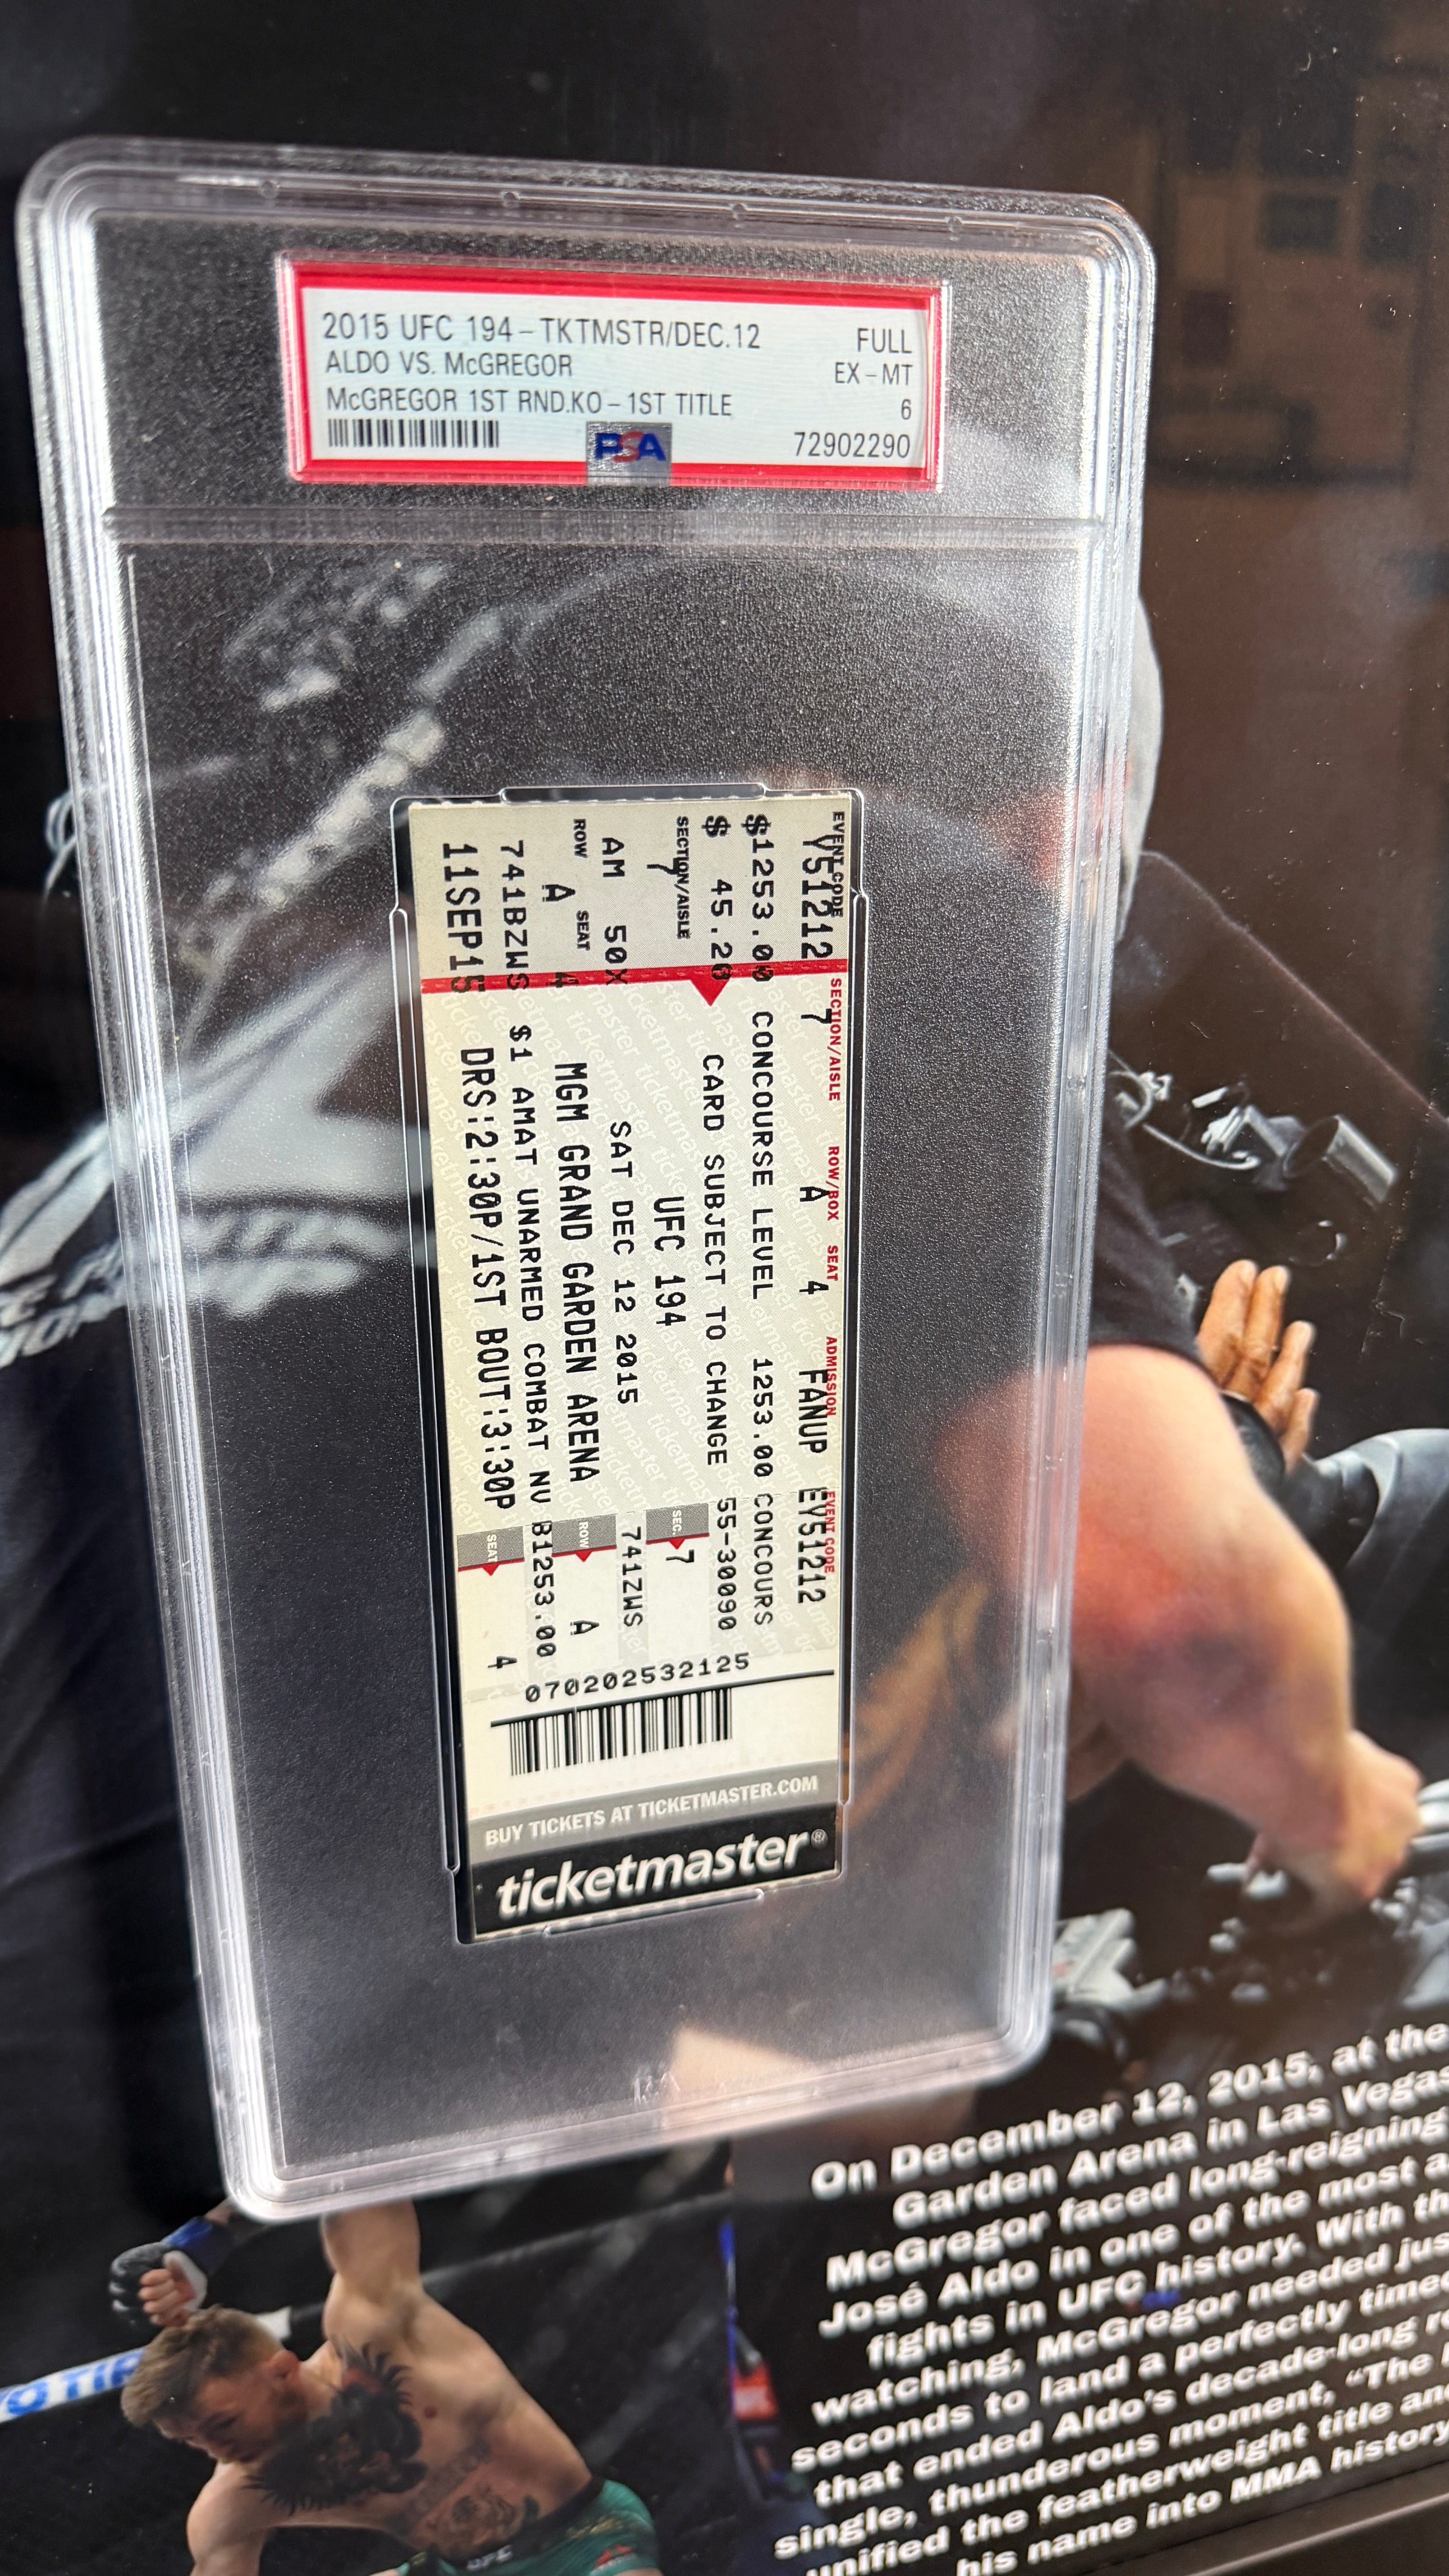 2015 UFC 194-TKTMSTR/DEC.12 FULL
ALDO VS. McGREGOR EX-MT
McGREGOR 1ST RND.KO-1ST TITLE 6
PSA 72902290
EVENT CODE SECTION/AISLE ROW/BOX SEAT ADMISSION EVENT CODE
V51212 7 A 4 FANUP EV51212
$1253.00 CONCOURSE LEVEL 1253.00 CONCOURS
$ 45.20 CARD SUBJECT TO CHANGE 55-30090
SECTION/AISLE SEC.
7 UFC 194 7
AM 50X SAT DEC 12 2015 741ZWS
ROW SEAT ROW
A 4 MGM GRAND GARDEN ARENA A
741BZWS $1 AMAT UNARMED COMBAT NV B1253.00
SEAT
11SEP15 DRS:2:30P/1ST BOUT:3:30P 4
070202532125
BUY TICKETS AT TICKETMASTER.COM
ticketmaster®
On December 12, 2015, at the
Garden Arena in Las Vegas
McGregor faced long-reigning
José Aldo in one of the most
fights in UFC history. With
watching, McGregor needed
seconds to land a perfectly timed
that ended Aldo's decade-long
single, thunderous moment, “The
unified the featherweight title
his name into MMA history
UFC